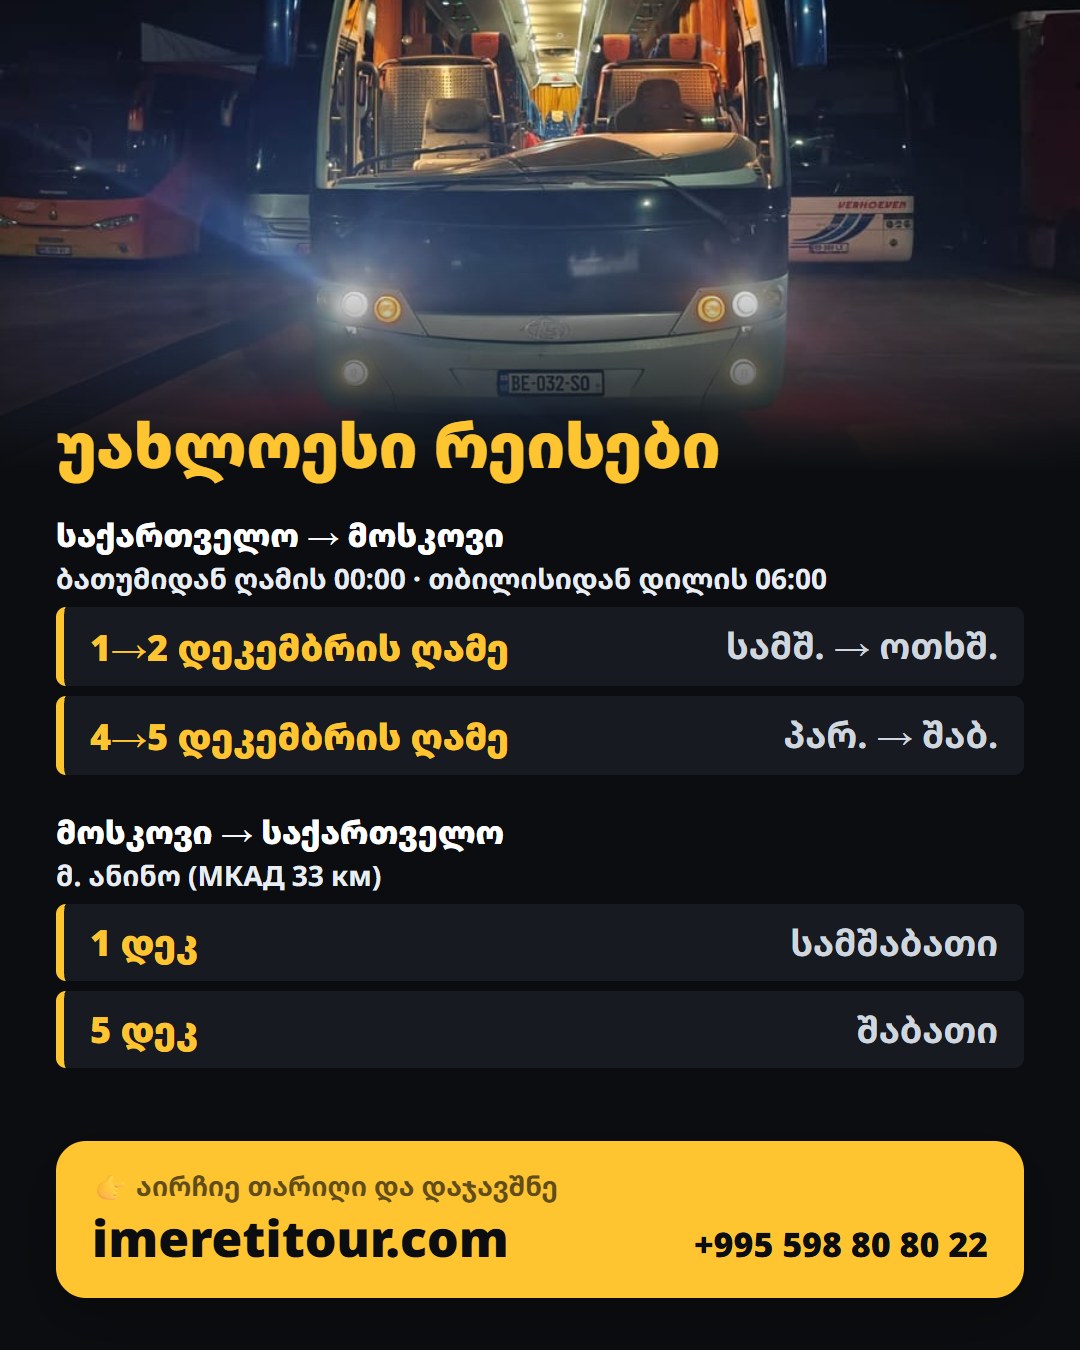 VERHOEVEN
BE-032-SO
უახლოესი რეისები
საქართველო → მოსკოვი
ბათუმიდან ღამის 00:00 · თბილისიდან დილის 06:00
1→2 დეკემბრის ღამე
სამშ. → ოთხშ.
4→5 დეკემბრის ღამე
პარ. → შაბ.
მოსკოვი → საქართველო
მ. ანინო (МКАД 33 км)
1 დეკ
სამშაბათი
5 დეკ
შაბათი
👉 აირჩიე თარიღი და დაჯავშნე
imeretitour.com
+995 598 80 80 22